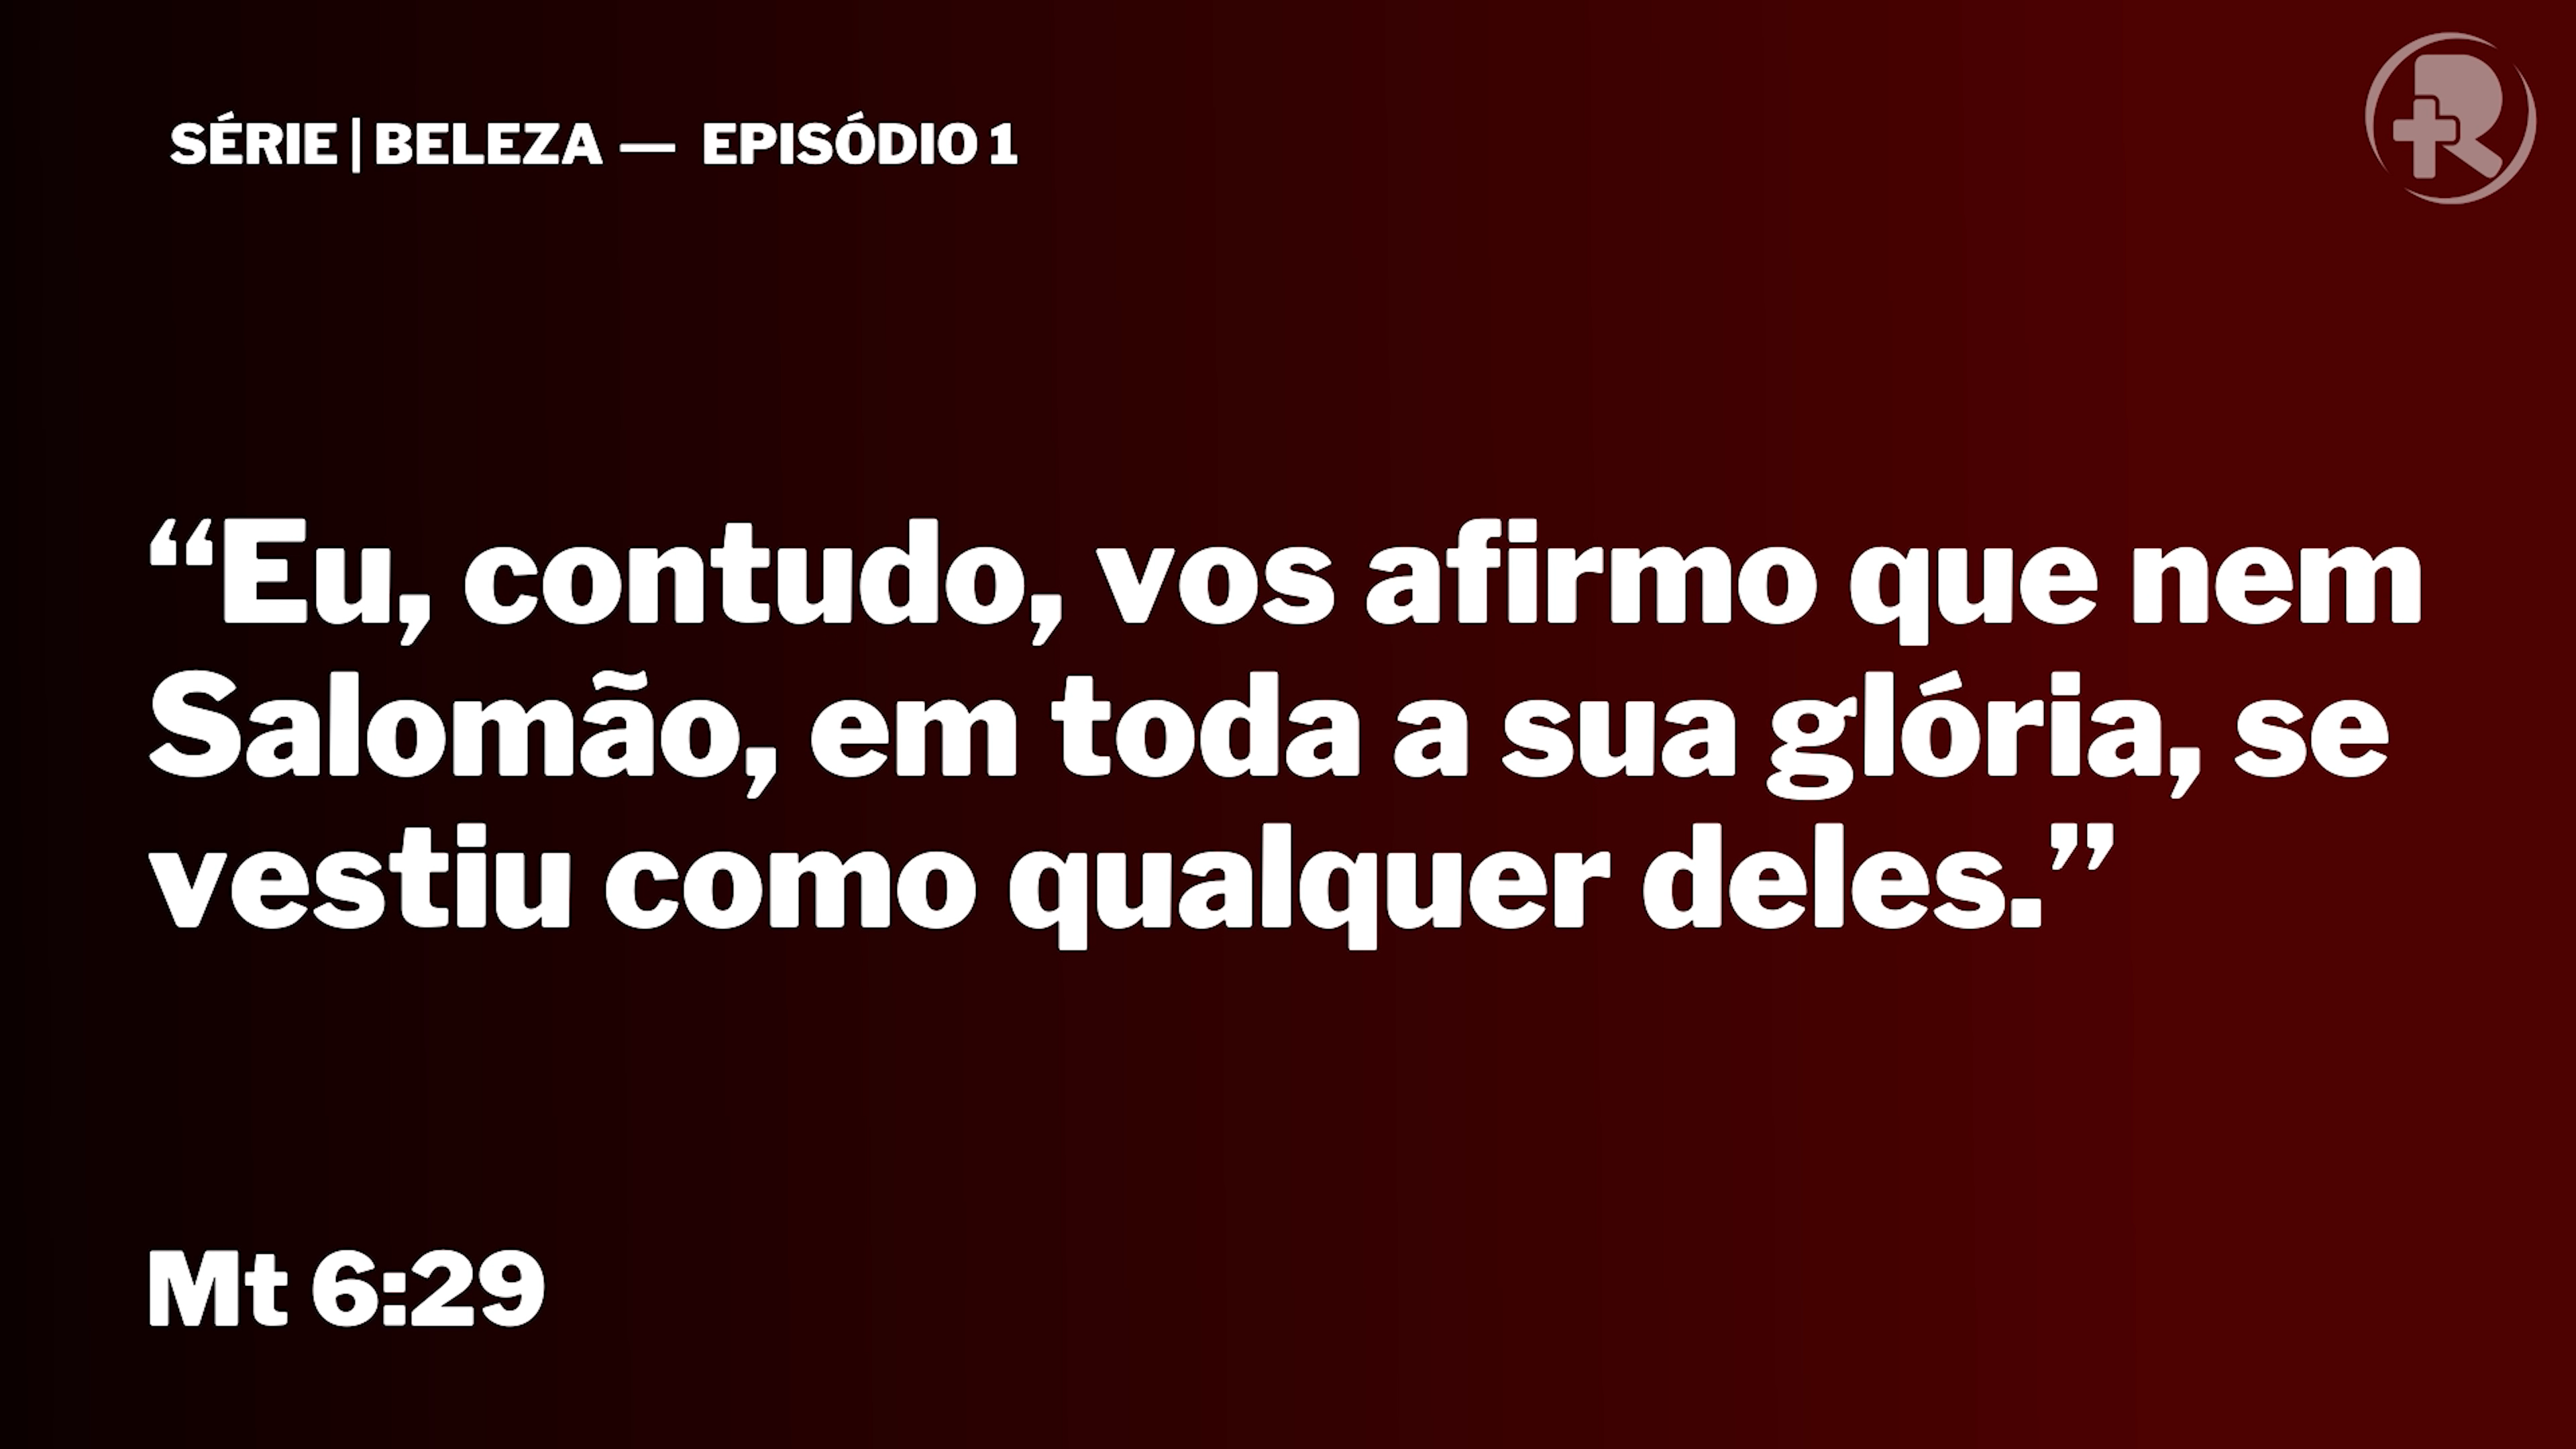 SÉRIE|BELEZA — EPISÓDIO 1
R
“Eu, contudo, vos afirmo que nem
Salomão, em toda a sua glória, se
vestiu como qualquer deles.”
Mt 6:29